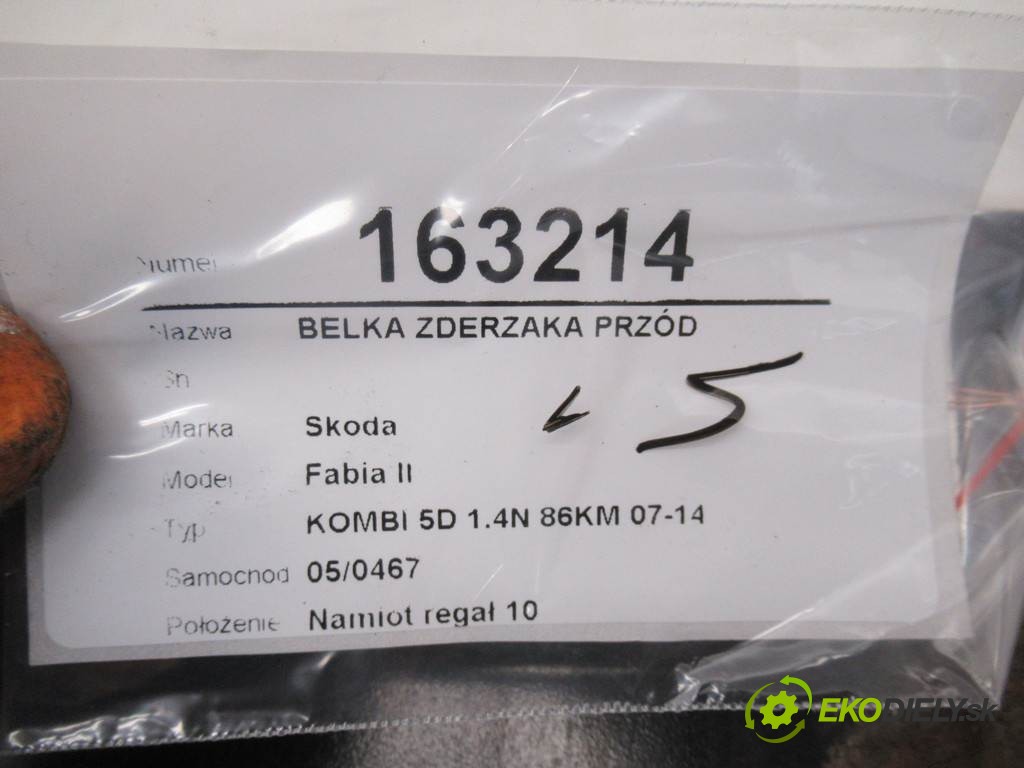 Numer 163214
Nazwa BELKA ZDERZAKA PRZÓD
Sn
Marka Skoda
Model Fabia II
Typ KOMBI 5D 1.4N 86KM 07-14
Samochod 05/0467
Położenie Namiot regał 10
5
EKODIELY.sk